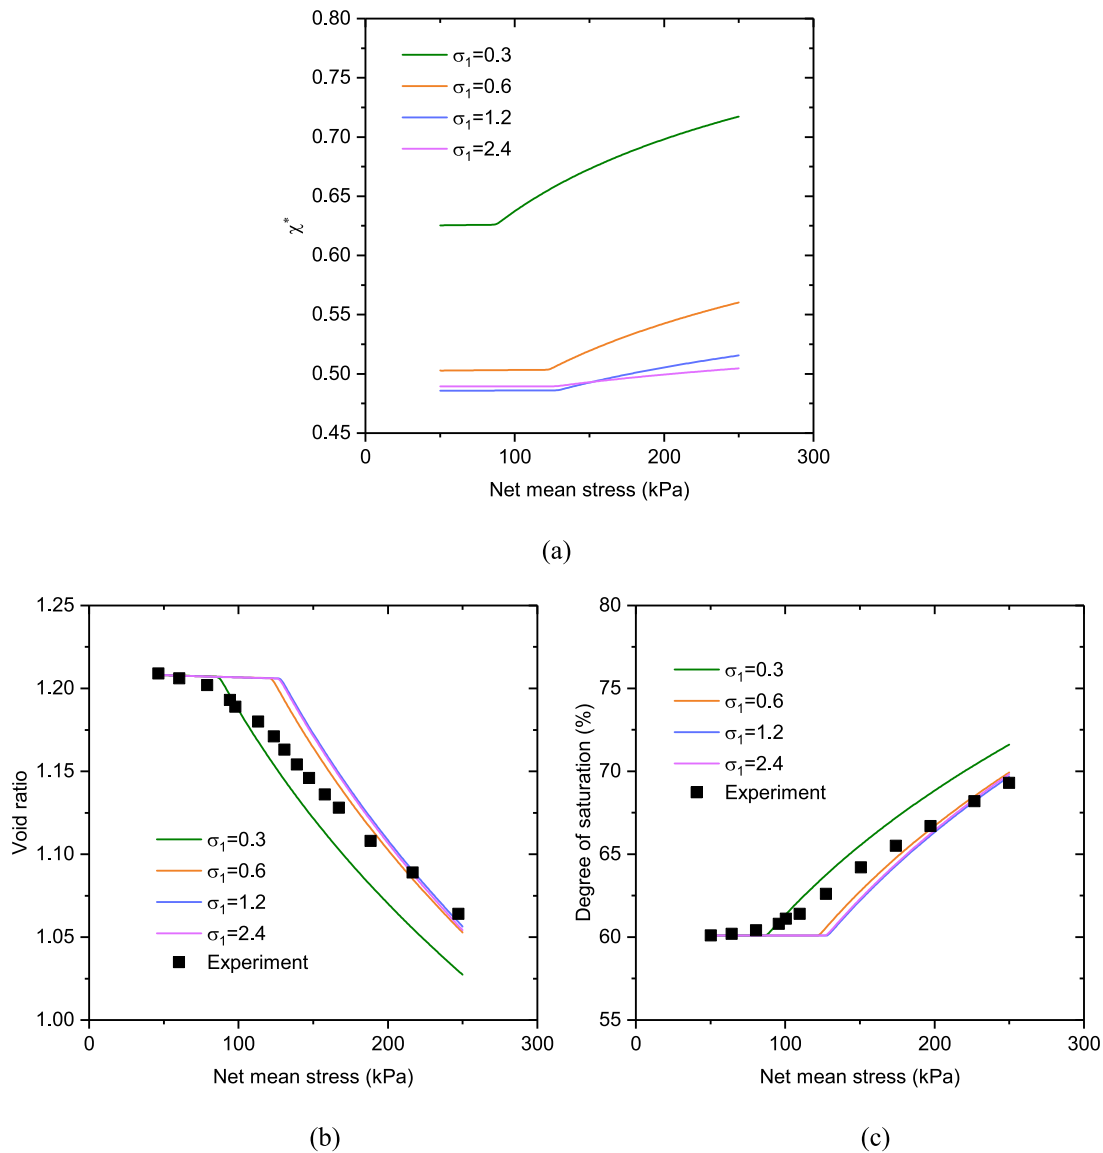 0.80
0.75
0.70
0.65
0.60
0.55
0.50
0.45
χ*
σ1=0.3
σ1=0.6
σ1=1.2
σ1=2.4
0 100 200 300
Net mean stress (kPa)
(a)
1.25
1.20
1.15
1.10
1.05
1.00
Void ratio
σ1=0.3
σ1=0.6
σ1=1.2
σ1=2.4
Experiment
0 100 200 300
Net mean stress (kPa)
(b)
80
75
70
65
60
55
Degree of saturation (%)
σ1=0.3
σ1=0.6
σ1=1.2
σ1=2.4
Experiment
0 100 200 300
Net mean stress (kPa)
(c)